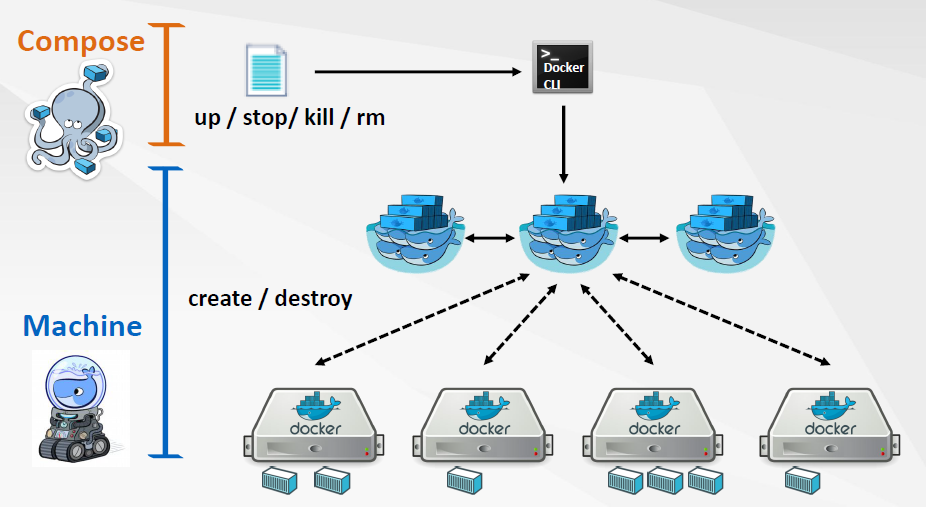 Compose
>_
Docker
CLI
up / stop/ kill / rm
create / destroy
Machine
docker
docker
docker
docker